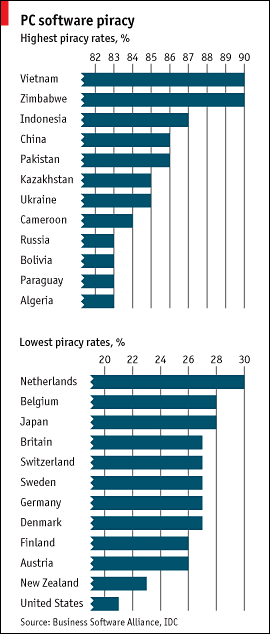 PC software piracy
Highest piracy rates, %
82 83 84 85 86 87 88 89 90
Vietnam
Zimbabwe
Indonesia
China
Pakistan
Kazakhstan
Ukraine
Cameroon
Russia
Bolivia
Paraguay
Algeria
Lowest piracy rates, %
20 22 24 26 28 30
Netherlands
Belgium
Japan
Britain
Switzerland
Sweden
Germany
Denmark
Finland
Austria
New Zealand
United States
Source: Business Software Alliance, IDC